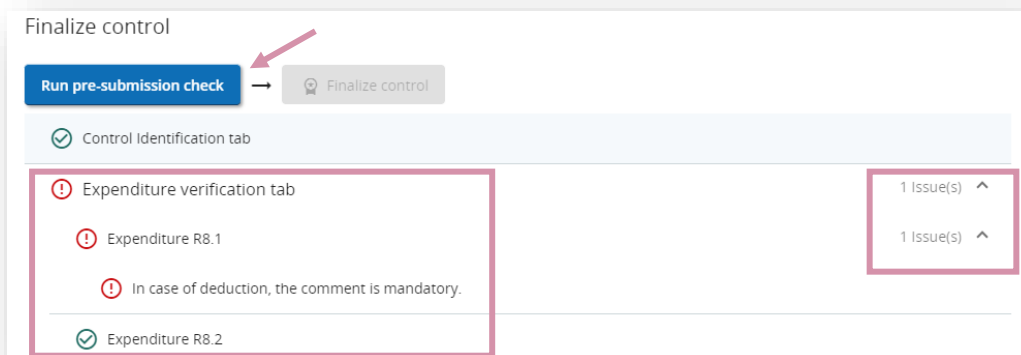 Finalize control
Run pre-submission check → Finalize control
Control Identification tab
Expenditure verification tab 1 Issue(s)
Expenditure R8.1 1 Issue(s)
In case of deduction, the comment is mandatory.
Expenditure R8.2